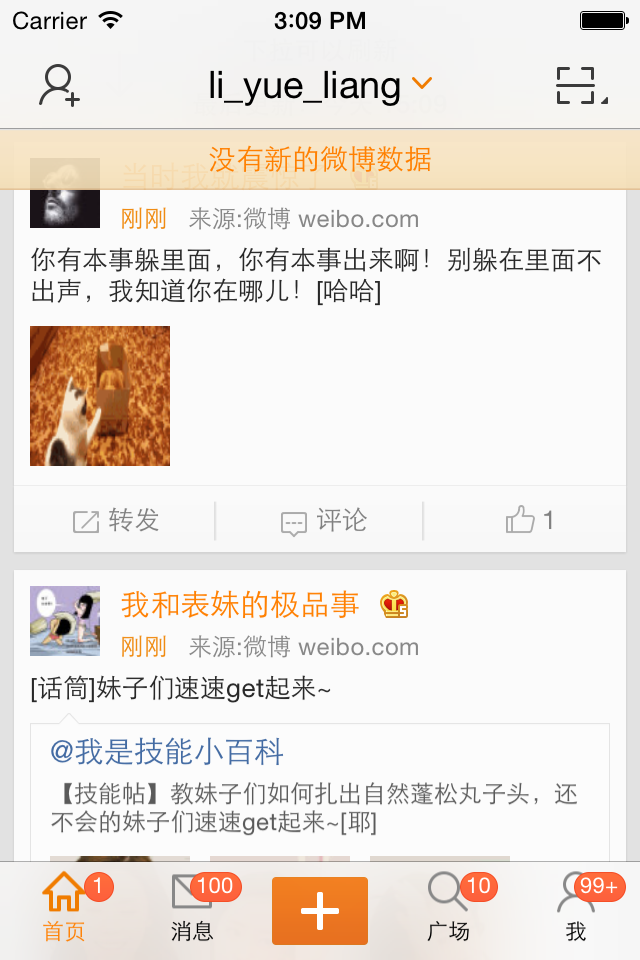 Carrier 3:09 PM
li_yue_liang
没有新的微博数据
当时我就震惊了
刚刚 来源:微博 weibo.com
你有本事躲里面，你有本事出来啊！别躲在里面不
出声，我知道你在哪儿！[哈哈]
转发 评论 1
我和表妹的极品事
刚刚 来源:微博 weibo.com
[话筒]妹子们速速get起来~
@我是技能小百科
【技能帖】教妹子们如何扎出自然蓬松丸子头，还
不会的妹子们速速get起来~[耶]
1 100 10 99+
首页 消息 广场 我